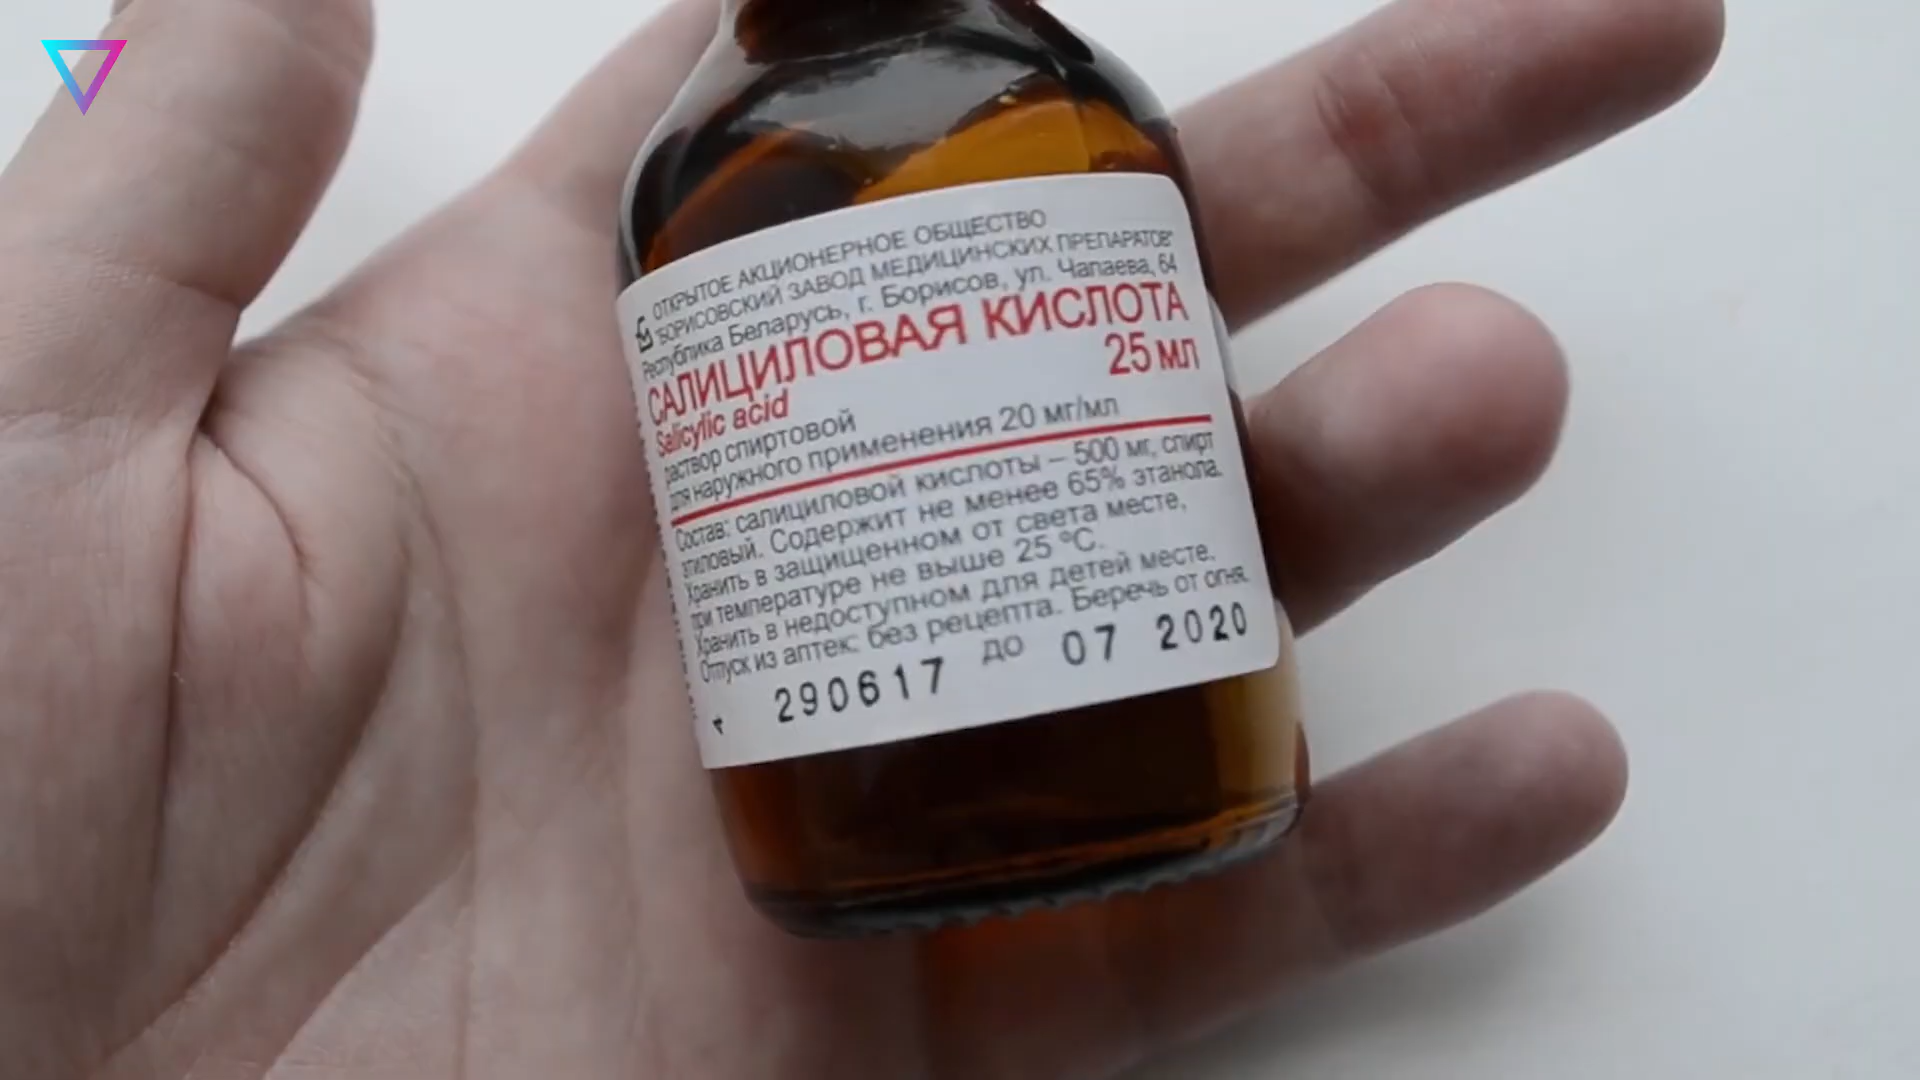 ОТКРЫТОЕ АКЦИОНЕРНОЕ ОБЩЕСТВО
"БОРИСОВСКИЙ ЗАВОД МЕДИЦИНСКИХ ПРЕПАРАТОВ"
Республика Беларусь, г. Борисов, ул. Чапаева, 64
САЛИЦИЛОВАЯ КИСЛОТА
25 мл
Salicylic acid
раствор спиртовой
для наружного применения 20 мг/мл
Состав: салициловой кислоты – 500 мг, спирт
этиловый. Содержит не менее 65% этанола.
Хранить в защищенном от света месте,
при температуре не выше 25 °C.
Хранить в недоступном для детей месте.
Отпуск из аптек: без рецепта. Беречь от огня.
290617 до 07 2020